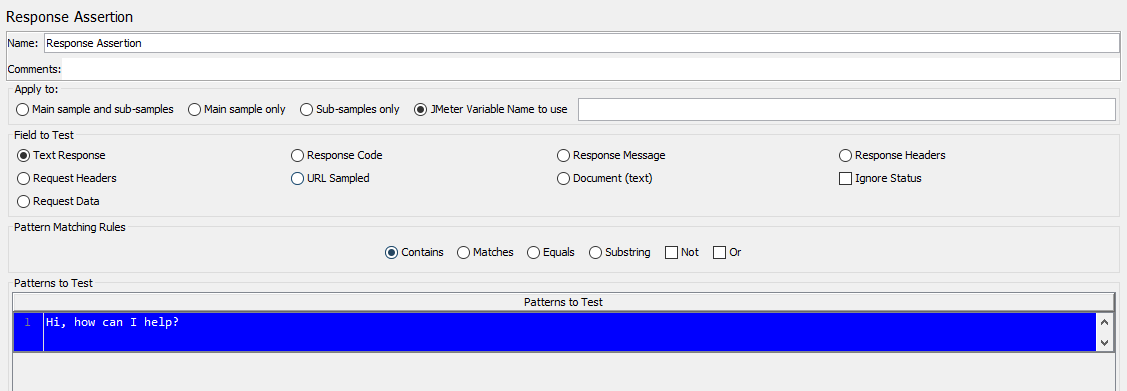 Response Assertion
Name: Response Assertion
Comments:
Apply to:
Main sample and sub-samples Main sample only Sub-samples only JMeter Variable Name to use
Field to Test
Text Response Response Code Response Message Response Headers
Request Headers URL Sampled Document (text) Ignore Status
Request Data
Pattern Matching Rules
Contains Matches Equals Substring Not Or
Patterns to Test
Patterns to Test
1 Hi, how can I help?